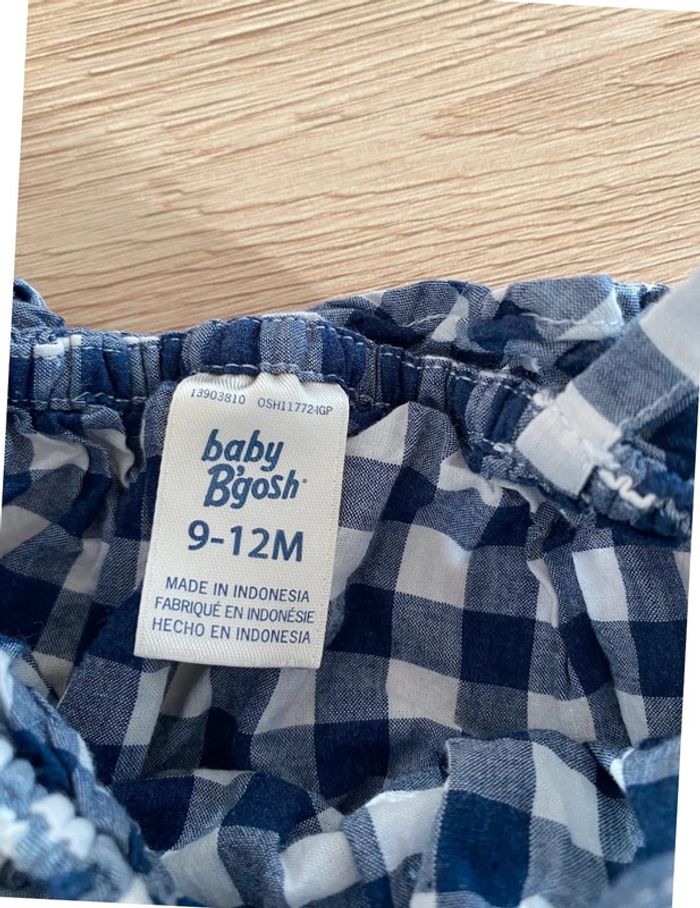 13903810 OSH11772-IGP
baby
B'gosh
9-12M
MADE IN INDONESIA
FABRIQUÉ EN INDONÉSIE
HECHO EN INDONESIA